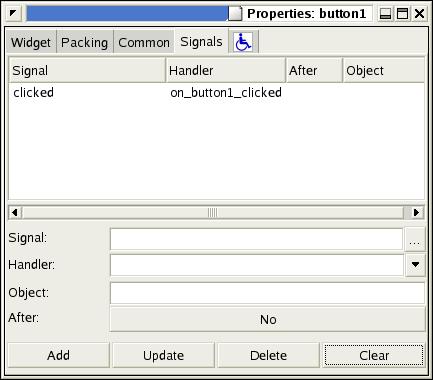 Properties: button1
Widget Packing Common Signals
Signal Handler After Object
clicked on_button1_clicked
Signal: ...
Handler:
Object:
After: No
Add Update Delete Clear